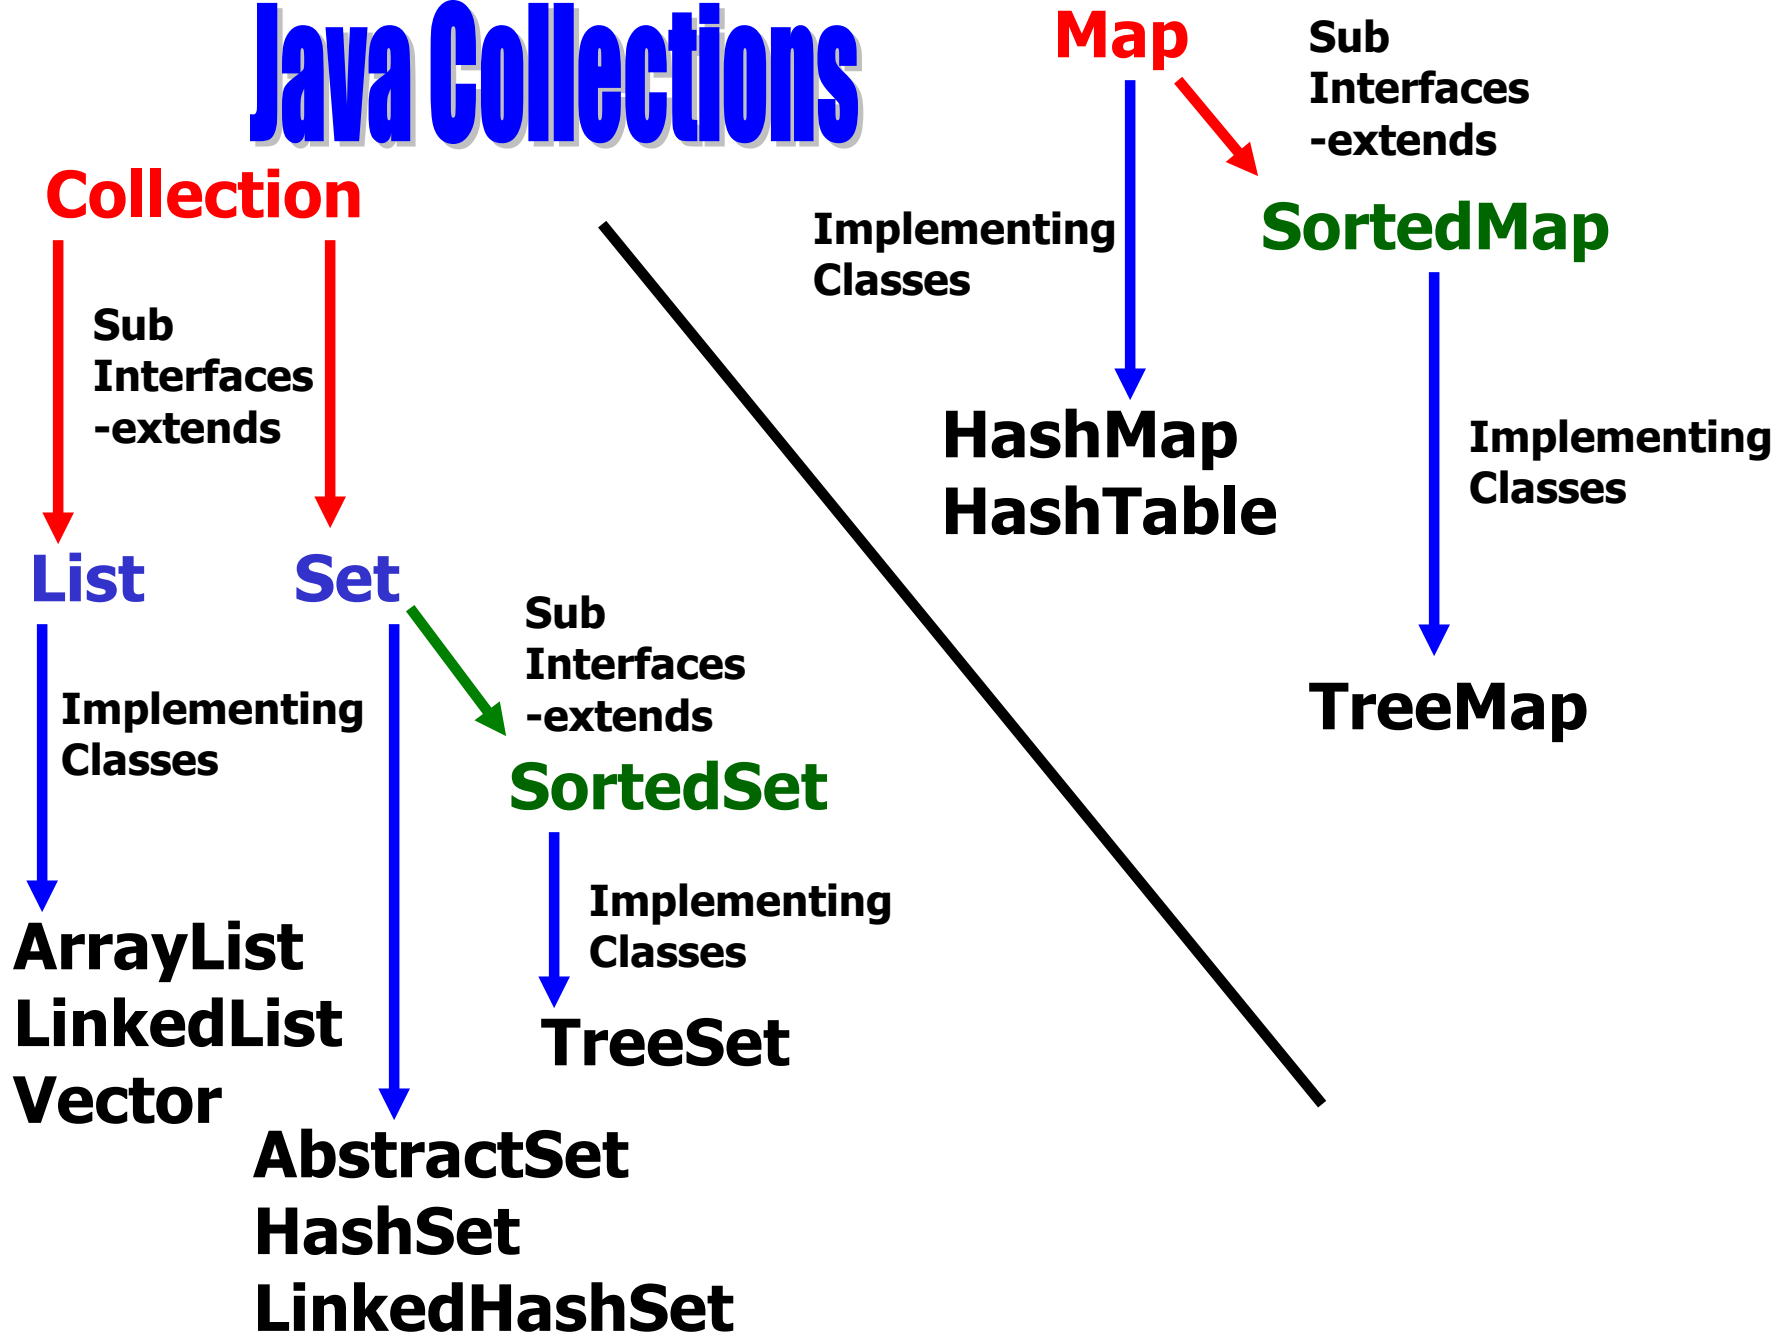 Java Collections
Collection
Sub
Interfaces
-extends
List
Set
Implementing
Classes
ArrayList
LinkedList
Vector
Sub
Interfaces
-extends
SortedSet
Implementing
Classes
TreeSet
AbstractSet
HashSet
LinkedHashSet
Map
Sub
Interfaces
-extends
SortedMap
Implementing
Classes
HashMap
HashTable
Implementing
Classes
TreeMap